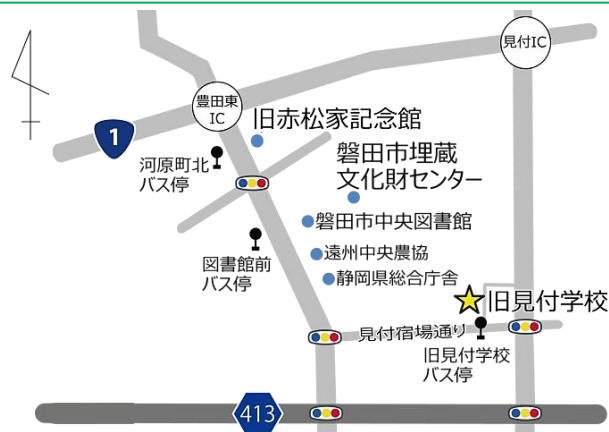 見付IC
豊田東
IC
1
旧赤松家記念館
河原町北
バス停
磐田市埋蔵
文化財センター
磐田市中央図書館
図書館前
バス停
遠州中央農協
静岡県総合庁舎
旧見付学校
見付宿場通り
旧見付学校
バス停
413